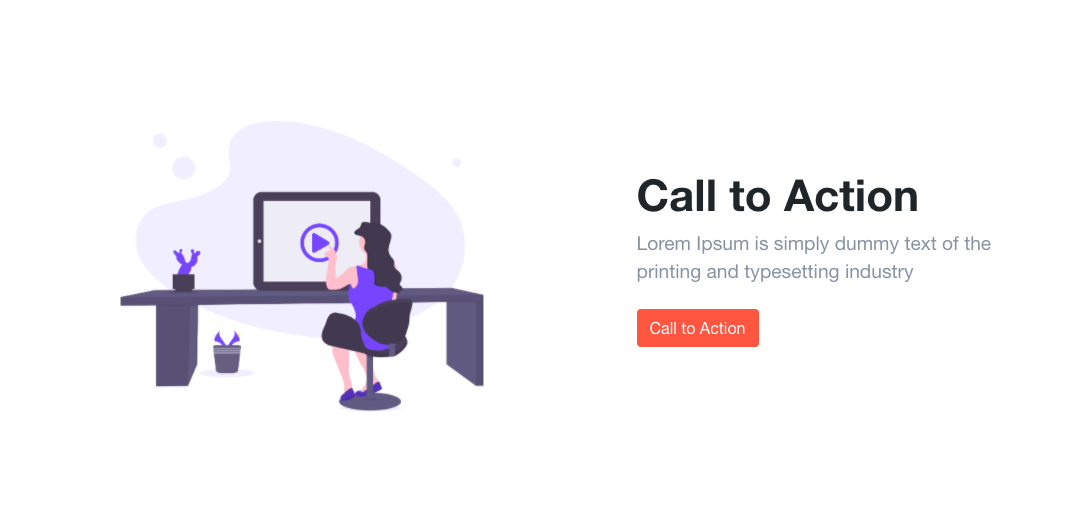 Call to Action
Lorem Ipsum is simply dummy text of the
printing and typesetting industry
Call to Action